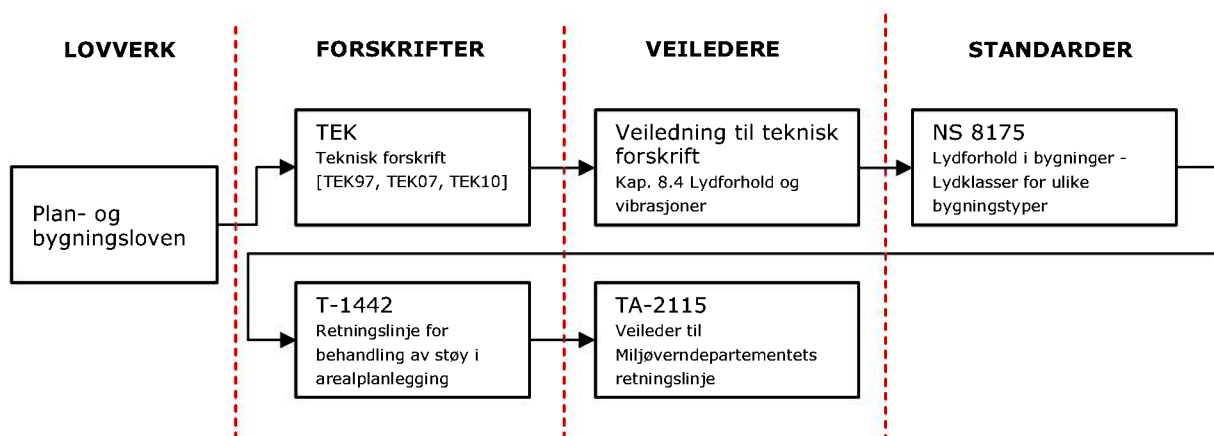 LOVVERK
FORSKRIFTER
VEILEDERE
STANDARDER
Plan- og
bygningsloven
TEK
Teknisk forskrift
[TEK97, TEK07, TEK10]
Veiledning til teknisk
forskrift
Kap. 8.4 Lydforhold og
vibrasjoner
NS 8175
Lydforhold i bygninger -
Lydklasser for ulike
bygningstyper
T-1442
Retningslinje for
behandling av støy i
arealplanlegging
TA-2115
Veileder til
Miljøverndepartementets
retningslinje